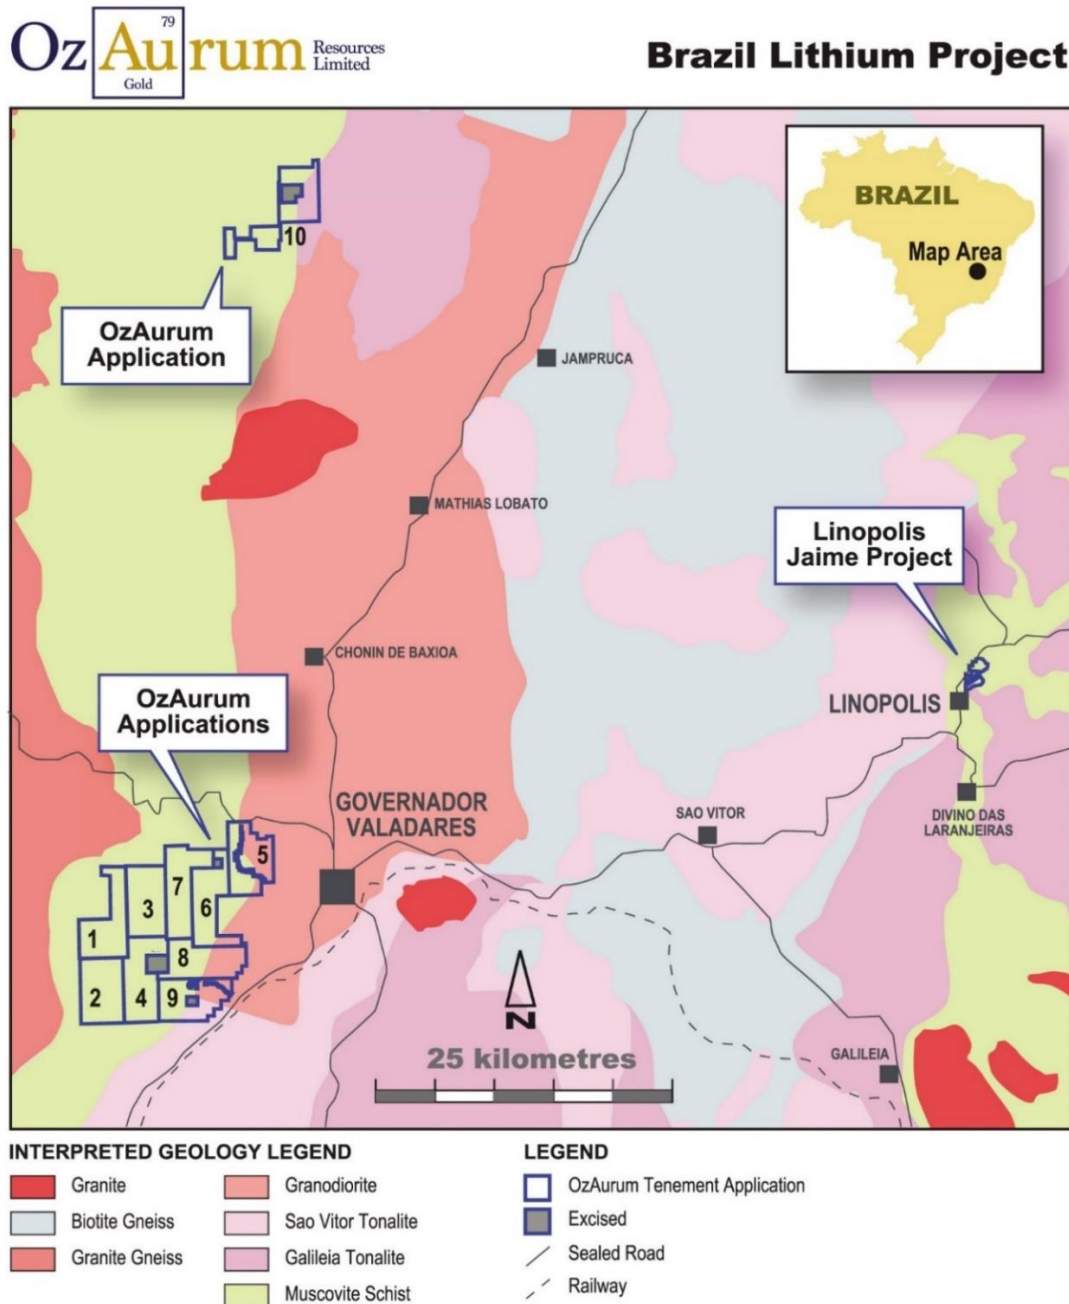 79
OzAurum
Gold
Resources
Limited
Brazil Lithium Project
BRAZIL
Map Area
10
OzAurum
Application
JAMPRUCA
MATHIAS LOBATO
Linopolis
Jaime Project
CHONIN DE BAXIOA
OzAurum
Applications
LINOPOLIS
GOVERNADOR
VALADARES
SAO VITOR
DIVINO DAS
LARANJEIRAS
5
7
3
6
1
8
2
4
9
N
25 kilometres
GALILEIA
INTERPRETED GEOLOGY LEGEND
Granite
Biotite Gneiss
Granite Gneiss
Granodiorite
Sao Vitor Tonalite
Galileia Tonalite
Muscovite Schist
LEGEND
OzAurum Tenement Application
Excised
Sealed Road
Railway